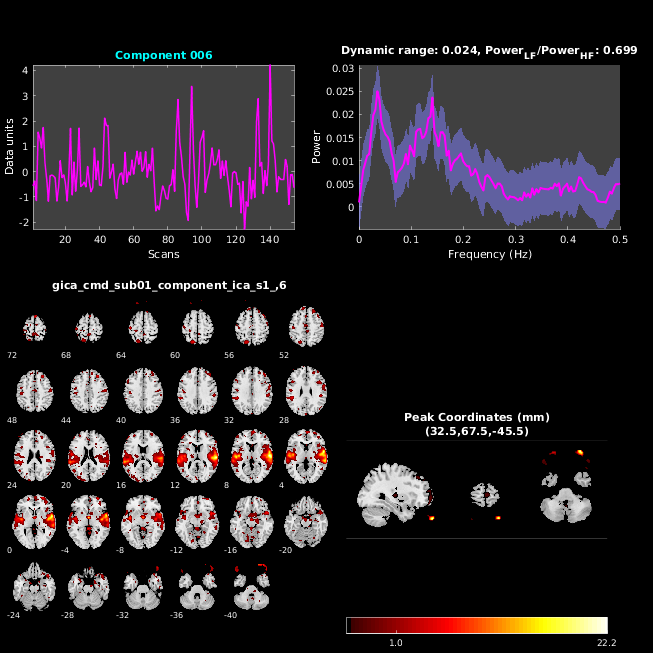 Component 006
4
3
2
1
0
-1
-2
Data units
20 40 60 80 100 120 140
Scans
Dynamic range: 0.024, PowerLF/PowerHF: 0.699
0.03
0.025
0.02
0.015
0.01
0.005
0
Power
0 0.1 0.2 0.3 0.4 0.5
Frequency (Hz)
gica_cmd_sub01_component_ica_s1_,6
72 68 64 60 56 52
48 44 40 36 32 28
24 20 16 12 8 4
0 -4 -8 -12 -16 -20
-24 -28 -32 -36 -40
Peak Coordinates (mm)
(32.5,67.5,-45.5)
1.0 22.2